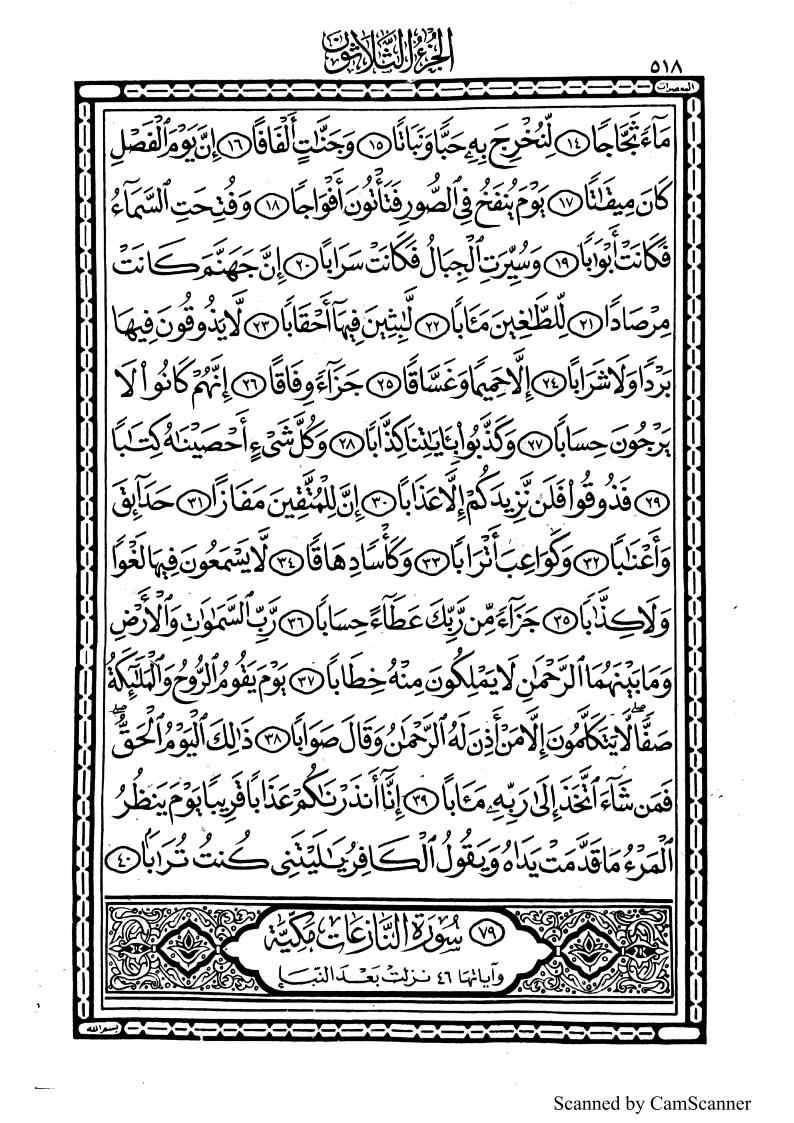 الجزء الثلاثون
٥١٨
المعصرات
مَآءٗ ثَجَّاجٗا ١٤ لِّنُخۡرِجَ بِهِۦ حَبّٗا وَنَبَاتٗا ١٥ وَجَنَّٰتٍ أَلۡفَافًا ١٦ إِنَّ يَوۡمَ ٱلۡفَصۡلِ
كَانَ مِيقَٰتٗا ١٧ يَوۡمَ يُنفَخُ فِي ٱلصُّورِ فَتَأۡتُونَ أَفۡوَاجٗا ١٨ وَفُتِحَتِ ٱلسَّمَآءُ
فَكَانَتۡ أَبۡوَٰبٗا ١٩ وَسُيِّرَتِ ٱلۡجِبَالُ فَكَانَتۡ سَرَابًا ٢٠ إِنَّ جَهَنَّمَ كَانَتۡ
مِرۡصَادٗا ٢١ لِّلطَّٰغِينَ مَـَٔابٗا ٢٢ لَّٰبِثِينَ فِيهَآ أَحۡقَابٗا ٢٣ لَّا يَذُوقُونَ فِيهَا
بَرۡدٗا وَلَا شَرَابًا ٢٤ إِلَّا حَمِيمٗا وَغَسَّاقٗا ٢٥ جَزَآءٗ وِفَاقًا ٢٦ إِنَّهُمۡ كَانُواْ لَا
يَرۡجُونَ حِسَابٗا ٢٧ وَكَذَّبُواْ بِـَٔايَٰتِنَا كِذَّابٗا ٢٨ وَكُلَّ شَيۡءٍ أَحۡصَيۡنَٰهُ كِتَٰبٗا
٢٩ فَذُوقُواْ فَلَن نَّزِيدَكُمۡ إِلَّا عَذَابًا ٣٠ إِنَّ لِلۡمُتَّقِينَ مَفَازًا ٣١ حَدَآئِقَ
وَأَعۡنَٰبٗا ٣٢ وَكَوَاعِبَ أَتۡرَابٗا ٣٣ وَكَأۡسٗا دِهَاقٗا ٣٤ لَّا يَسۡمَعُونَ فِيهَا لَغۡوٗا
وَلَا كِذَّٰبٗا ٣٥ جَزَآءٗ مِّن رَّبِّكَ عَطَآءً حِسَابٗا ٣٦ رَّبِّ ٱلسَّمَٰوَٰتِ وَٱلۡأَرۡضِ
وَمَا بَيۡنَهُمَا ٱلرَّحۡمَٰنِ لَا يَمۡلِكُونَ مِنۡهُ خِطَابٗا ٣٧ يَوۡمَ يَقُومُ ٱلرُّوحُ وَٱلۡمَلَٰٓئِكَةُ
صَفّٗاۖ لَّا يَتَكَلَّمُونَ إِلَّا مَنۡ أَذِنَ لَهُ ٱلرَّحۡمَٰنُ وَقَالَ صَوَابٗا ٣٨ ذَٰلِكَ ٱلۡيَوۡمُ ٱلۡحَقُّۖ
فَمَن شَآءَ ٱتَّخَذَ إِلَىٰ رَبِّهِۦ مَـَٔابًا ٣٩ إِنَّآ أَنذَرۡنَٰكُمۡ عَذَابٗا قَرِيبٗا يَوۡمَ يَنظُرُ
ٱلۡمَرۡءُ مَا قَدَّمَتۡ يَدَاهُ وَيَقُولُ ٱلۡكَافِرُ يَٰلَيۡتَنِي كُنتُ تُرَٰبَۢا ٤٠
٧٩ سُورَةُ النَّازِعَاتِ مَكِّيَّة
وآياتها ٤٦ نزلت بعد النبإ
بسم الله
Scanned by CamScanner